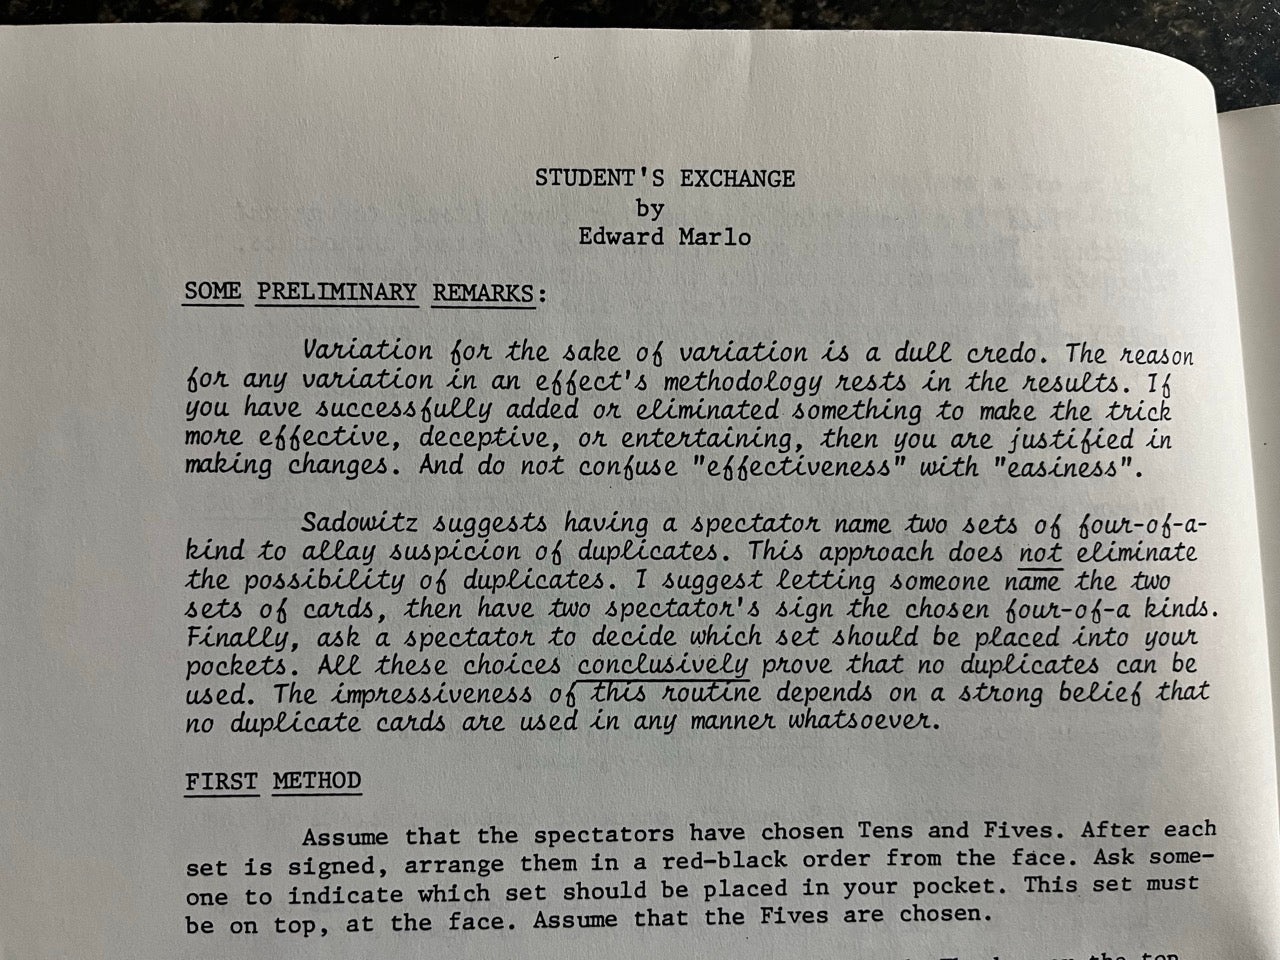 STUDENT'S EXCHANGE
by
Edward Marlo
SOME PRELIMINARY REMARKS:
Variation for the sake of variation is a dull credo. The reason
for any variation in an effect's methodology rests in the results. If
you have successfully added or eliminated something to make the trick
more effective, deceptive, or entertaining, then you are justified in
making changes. And do not confuse "effectiveness" with "easiness".
Sadowitz suggests having a spectator name two sets of four-of-a-
kind to allay suspicion of duplicates. This approach does not eliminate
the possibility of duplicates. I suggest letting someone name the two
sets of cards, then have two spectator's sign the chosen four-of-a kinds.
Finally, ask a spectator to decide which set should be placed into your
pockets. All these choices conclusively prove that no duplicates can be
used. The impressiveness of this routine depends on a strong belief that
no duplicate cards are used in any manner whatsoever.
FIRST METHOD
Assume that the spectators have chosen Tens and Fives. After each
set is signed, arrange them in a red-black order from the face. Ask some-
one to indicate which set should be placed in your pocket. This set must
be on top, at the face. Assume that the Fives are chosen.